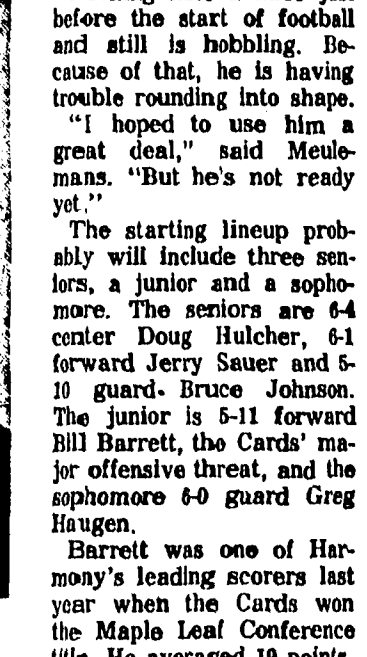 before the start of football
and still is hobbling. Be-
cause of that, he is having
trouble rounding into shape.
"I hoped to use him a
great deal," said Meule-
mans. "But he's not ready
yet."
The starting lineup prob-
ably will include three sen-
iors, a junior and a sopho-
more. The seniors are 6-4
center Doug Hulcher, 6-1
forward Jerry Sauer and 5-
10 guard. Bruce Johnson.
The junior is 5-11 forward
Bill Barrett, the Cards' ma-
jor offensive threat, and the
sophomore 6-0 guard Greg
Haugen.
Barrett was one of Har-
mony's leading scorers last
year when the Cards won
the Maple Leaf Conference
title. He averaged 19 points